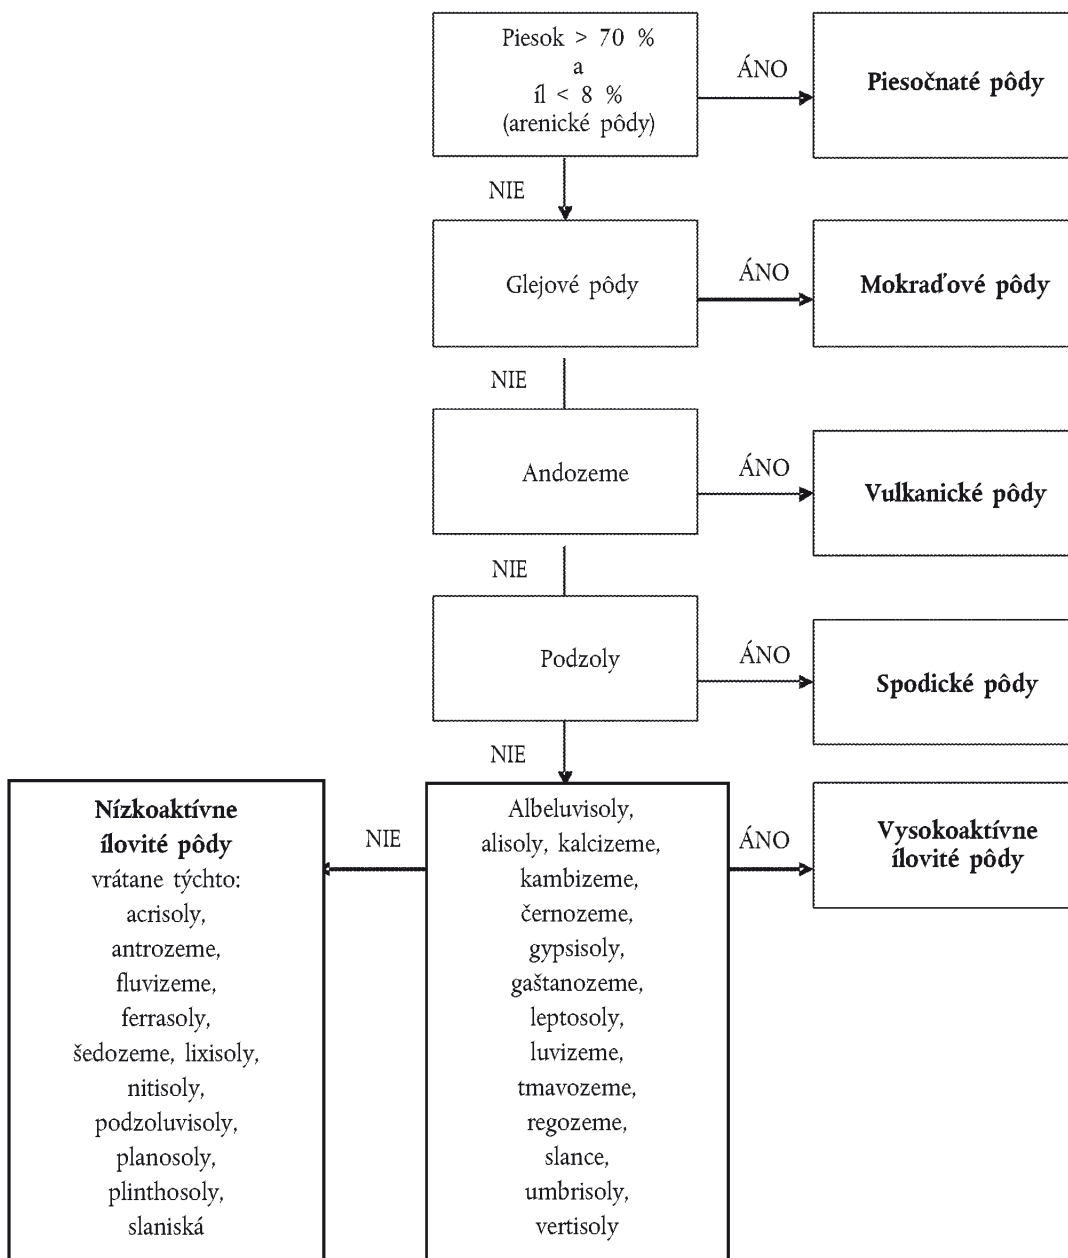 Piesok > 70 %
a
íl < 8 %
(arenické pôdy)
ÁNO
Piesočnaté pôdy
NIE
Glejové pôdy
ÁNO
Mokraďové pôdy
NIE
Andozeme
ÁNO
Vulkanické pôdy
NIE
Podzoly
ÁNO
Spodické pôdy
NIE
Nízkoaktívne
ílovité pôdy
vrátane týchto:
acrisoly,
antrozeme,
fluvizeme,
ferrasoly,
šedozeme, lixisoly,
nitisoly,
podzoluvisoly,
planosoly,
plinthosoly,
slaniská
NIE
Albeluvisoly,
alisoly, kalcizeme,
kambizeme,
černozeme,
gypsisoly,
gaštanozeme,
leptosoly,
luvizeme,
tmavozeme,
regozeme,
slance,
umbrisoly,
vertisoly
ÁNO
Vysokoaktívne
ílovité pôdy